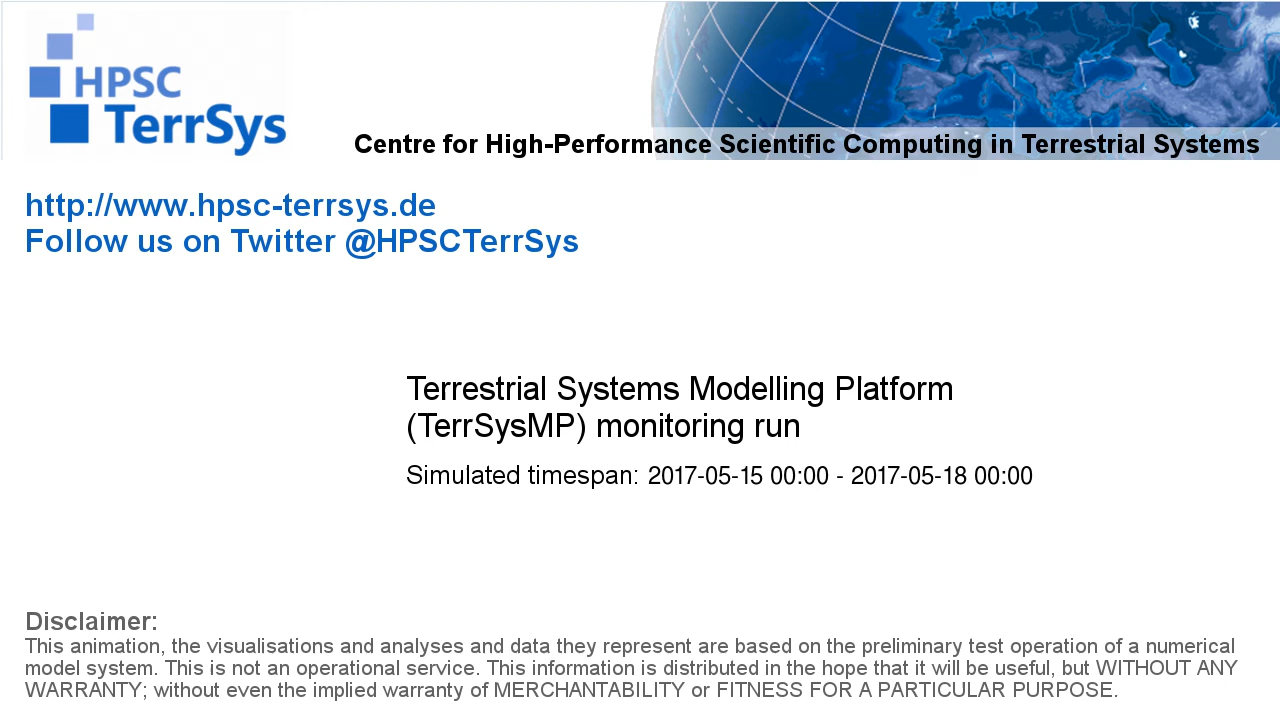 HPSC
TerrSys
Centre for High-Performance Scientific Computing in Terrestrial Systems
http://www.hpsc-terrsys.de
Follow us on Twitter @HPSCTerrSys
Terrestrial Systems Modelling Platform
(TerrSysMP) monitoring run
Simulated timespan: 2017-05-15 00:00 - 2017-05-18 00:00
Disclaimer:
This animation, the visualisations and analyses and data they represent are based on the preliminary test operation of a numerical
model system. This is not an operational service. This information is distributed in the hope that it will be useful, but WITHOUT ANY
WARRANTY; without even the implied warranty of MERCHANTABILITY or FITNESS FOR A PARTICULAR PURPOSE.